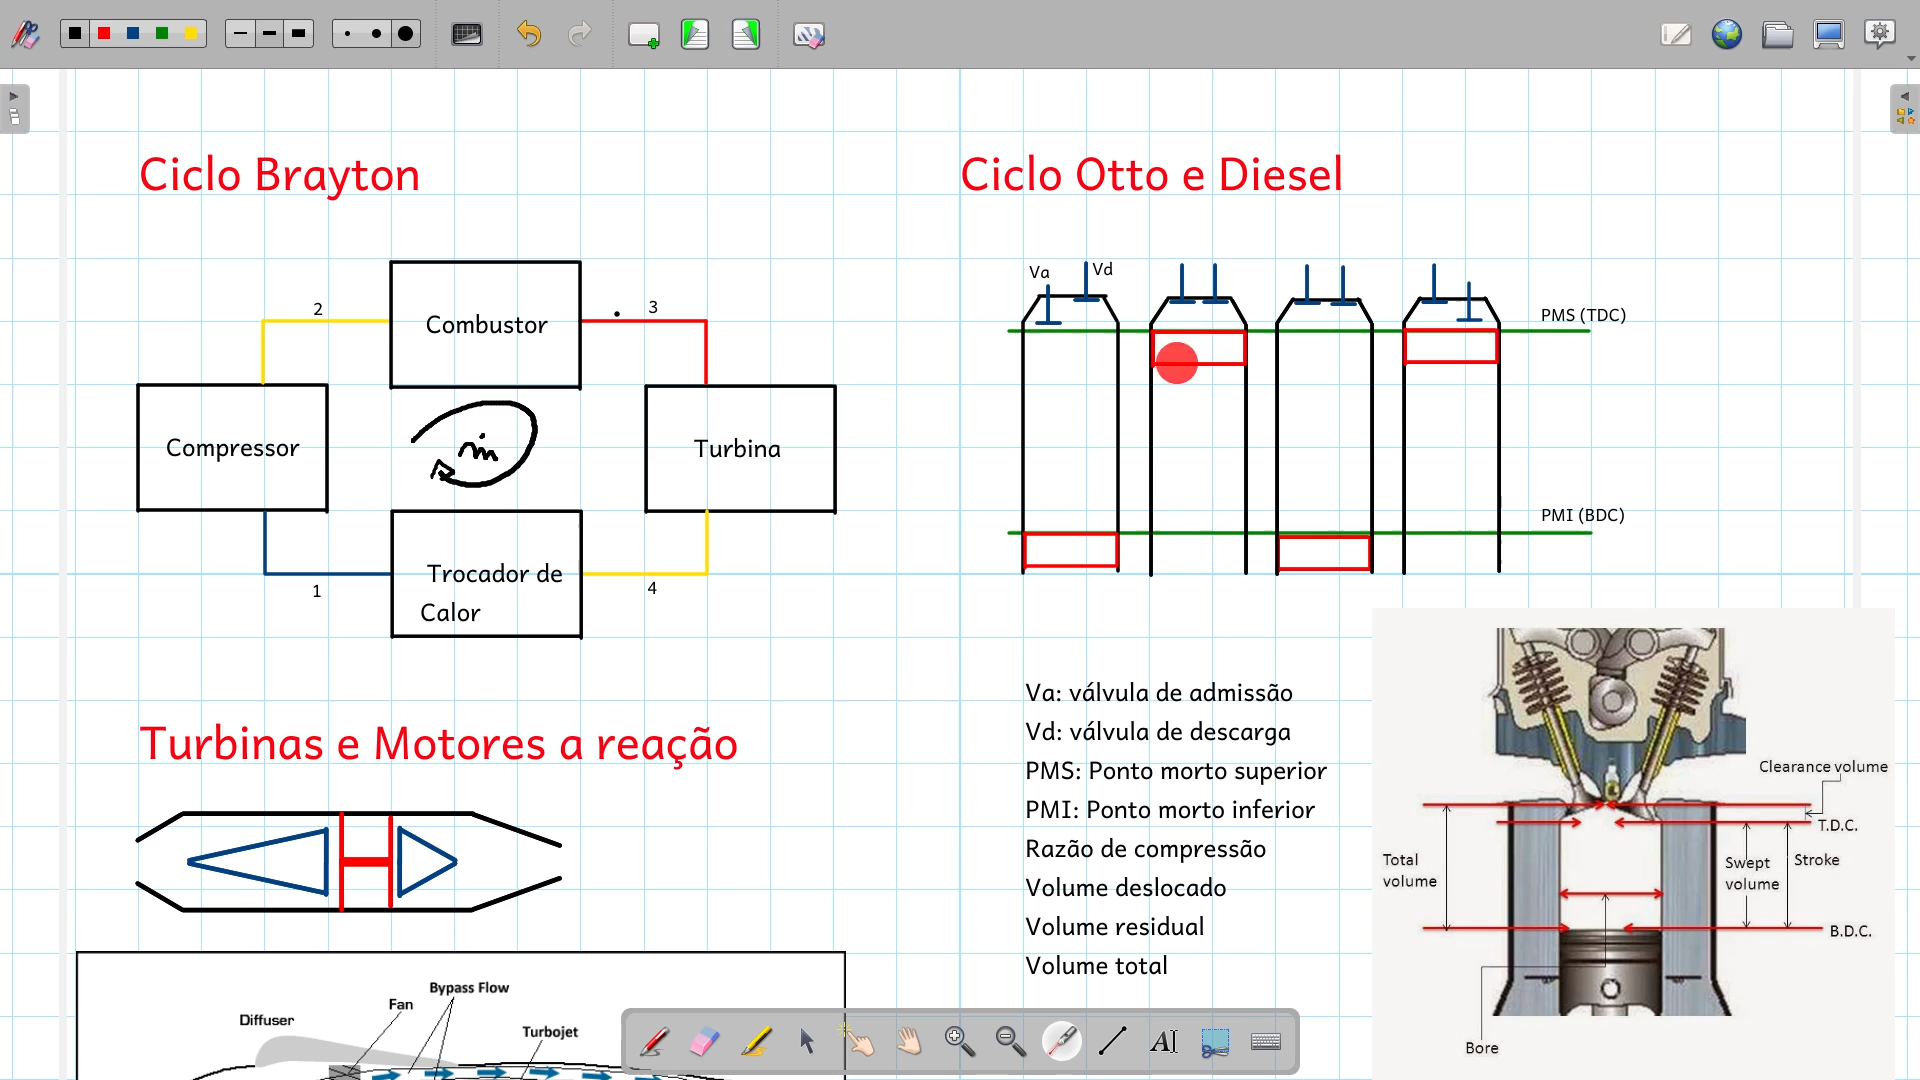 Ciclo Brayton
Combustor
2
3
Compressor
ṁ
Turbina
Trocador de
Calor
1
4
Turbinas e Motores a reação
Bypass Flow
Fan
Diffuser
Turbojet
Ciclo Otto e Diesel
Va
Vd
PMS (TDC)
PMI (BDC)
Va: válvula de admissão
Vd: válvula de descarga
PMS: Ponto morto superior
PMI: Ponto morto inferior
Razão de compressão
Volume deslocado
Volume residual
Volume total
Clearance volume
T.D.C.
Total
volume
Swept
volume
Stroke
B.D.C.
Bore
AI